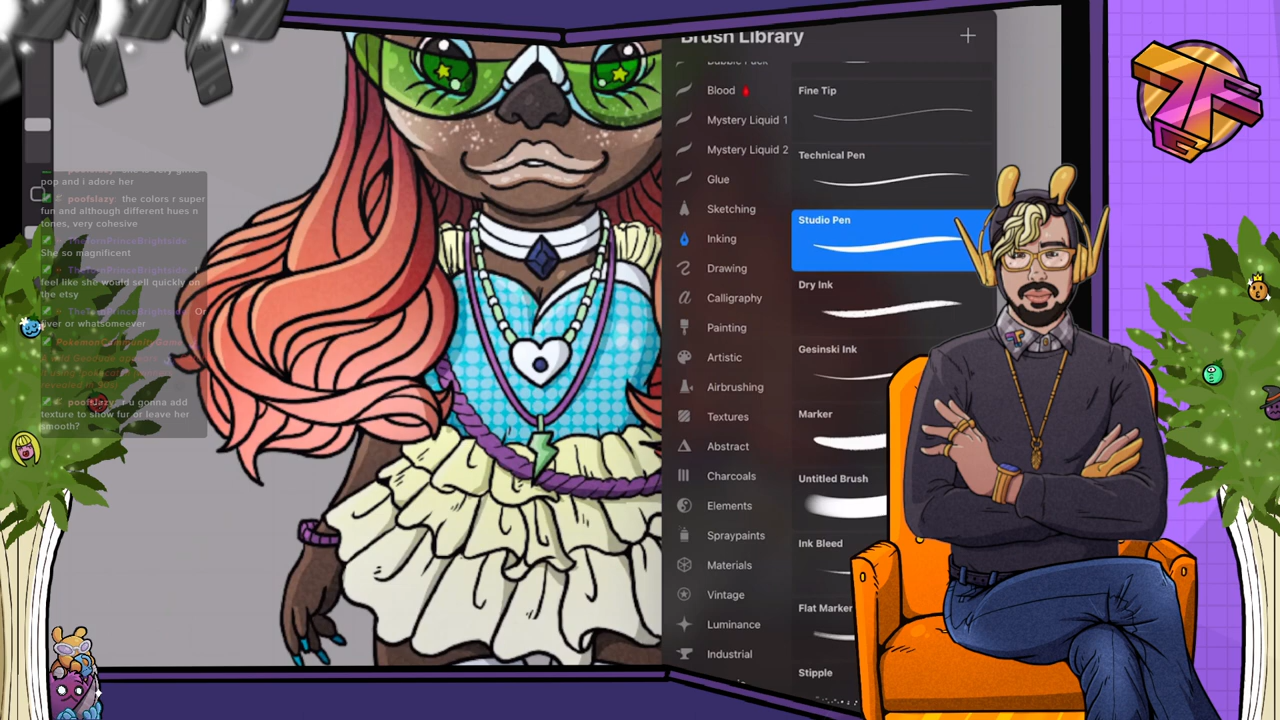 pop and i adore her
poofslazy: the colors r super
fun and although different hues n
tones, very cohesive
She so magnificent
feel like she would sell quickly on
the etsy
Or
fiver or whatsomeever
poofslazy: r u gonna add
texture to show fur or leave her
smooth?
Brush Library
Blood
Mystery Liquid 1
Mystery Liquid 2
Glue
Sketching
Inking
Drawing
Calligraphy
Painting
Artistic
Airbrushing
Textures
Abstract
Charcoals
Elements
Spraypaints
Materials
Vintage
Luminance
Industrial
Fine Tip
Technical Pen
Studio Pen
Dry Ink
Gesinski Ink
Marker
Untitled Brush
Ink Bleed
Flat Marker
Stipple